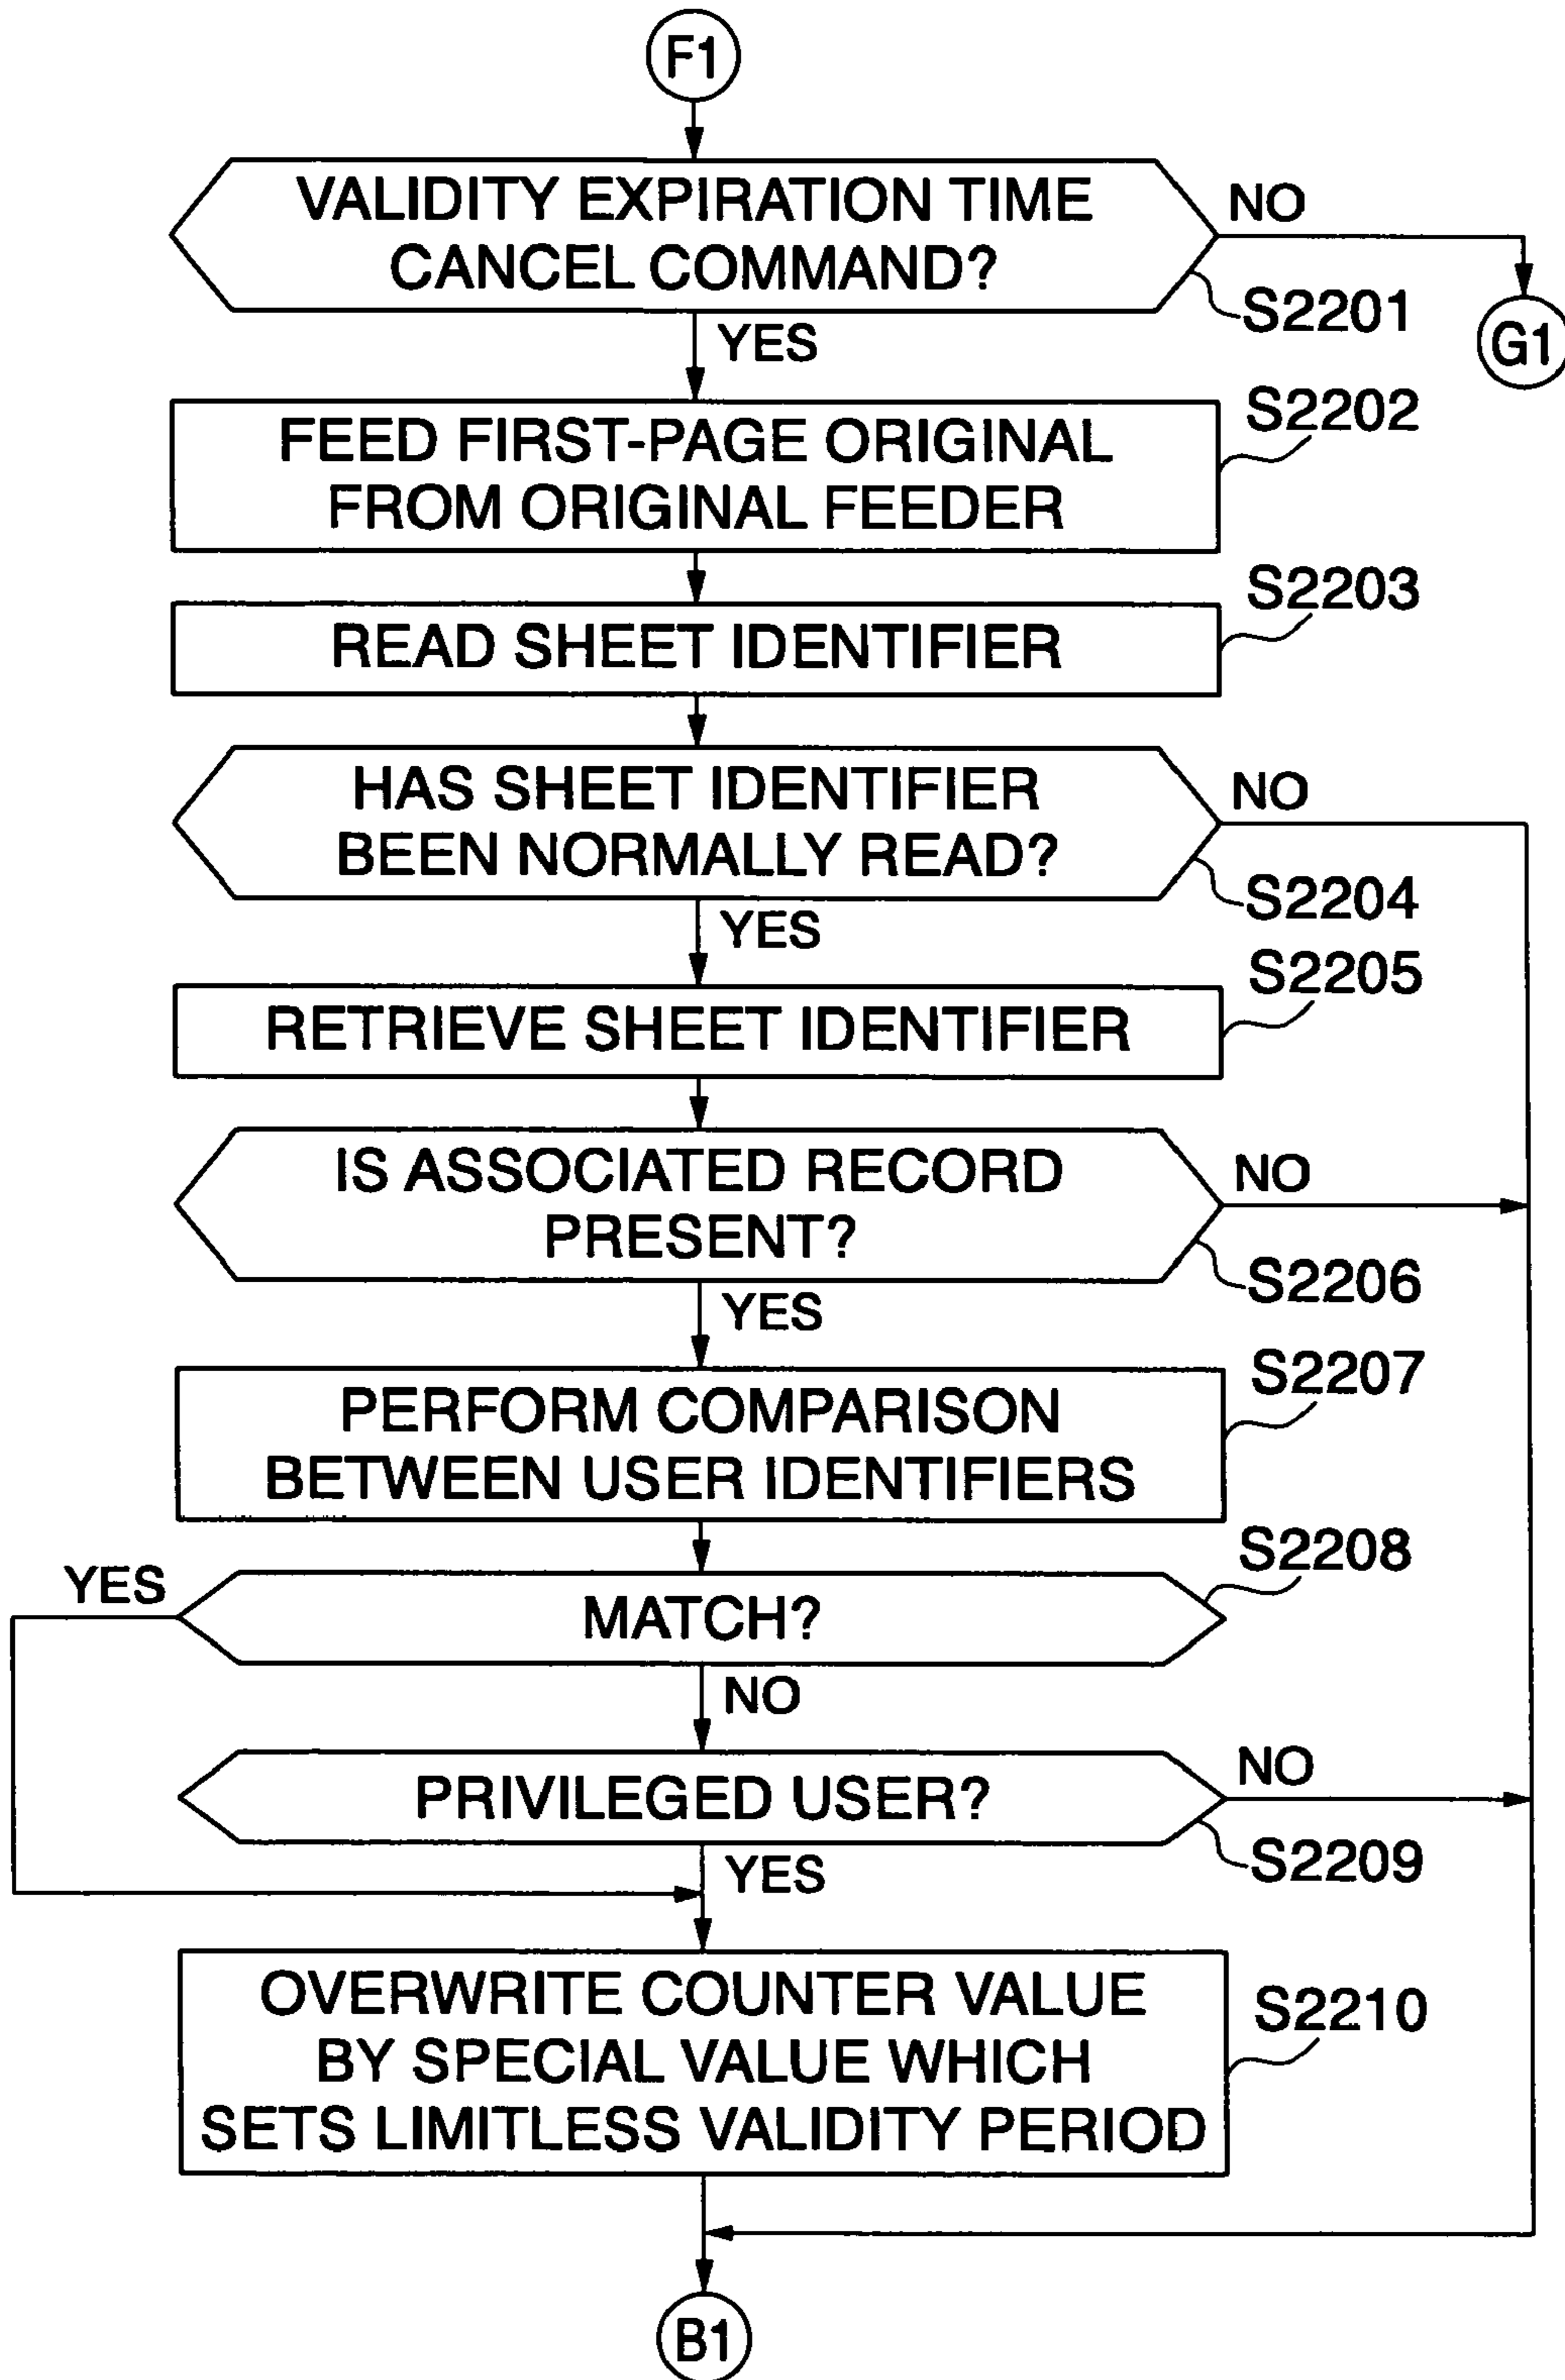 F1
VALIDITY EXPIRATION TIME
CANCEL COMMAND?
NO
S2201
G1
YES
S2202
FEED FIRST-PAGE ORIGINAL
FROM ORIGINAL FEEDER
S2203
READ SHEET IDENTIFIER
HAS SHEET IDENTIFIER
BEEN NORMALLY READ?
NO
S2204
YES
S2205
RETRIEVE SHEET IDENTIFIER
IS ASSOCIATED RECORD
PRESENT?
NO
S2206
YES
S2207
PERFORM COMPARISON
BETWEEN USER IDENTIFIERS
S2208
YES
MATCH?
NO
PRIVILEGED USER?
NO
S2209
YES
OVERWRITE COUNTER VALUE
BY SPECIAL VALUE WHICH
SETS LIMITLESS VALIDITY PERIOD
S2210
B1